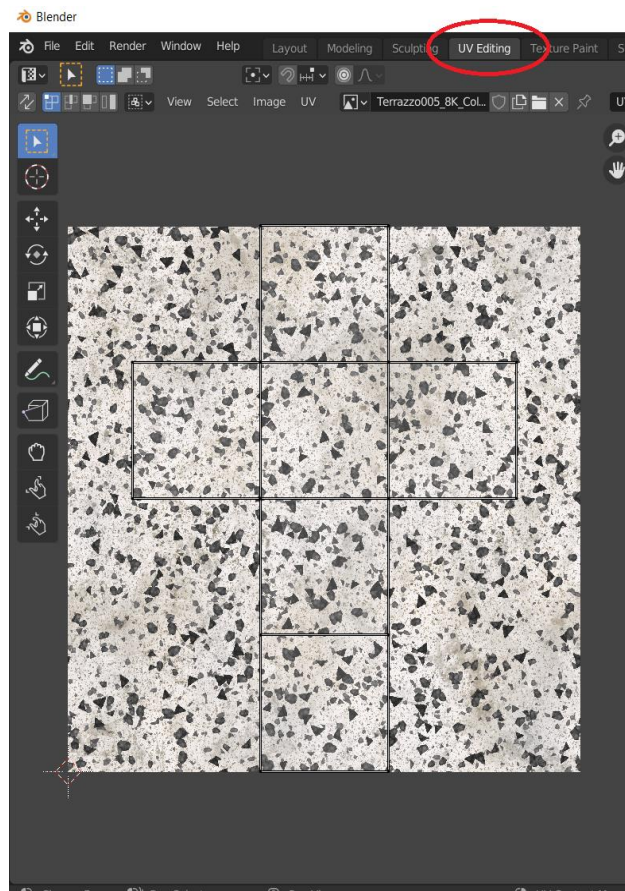 Blender
File Edit Render Window Help Layout Modeling Sculpting UV Editing Texture Paint S
View Select Image UV Terrazzo005_8K_Col... U